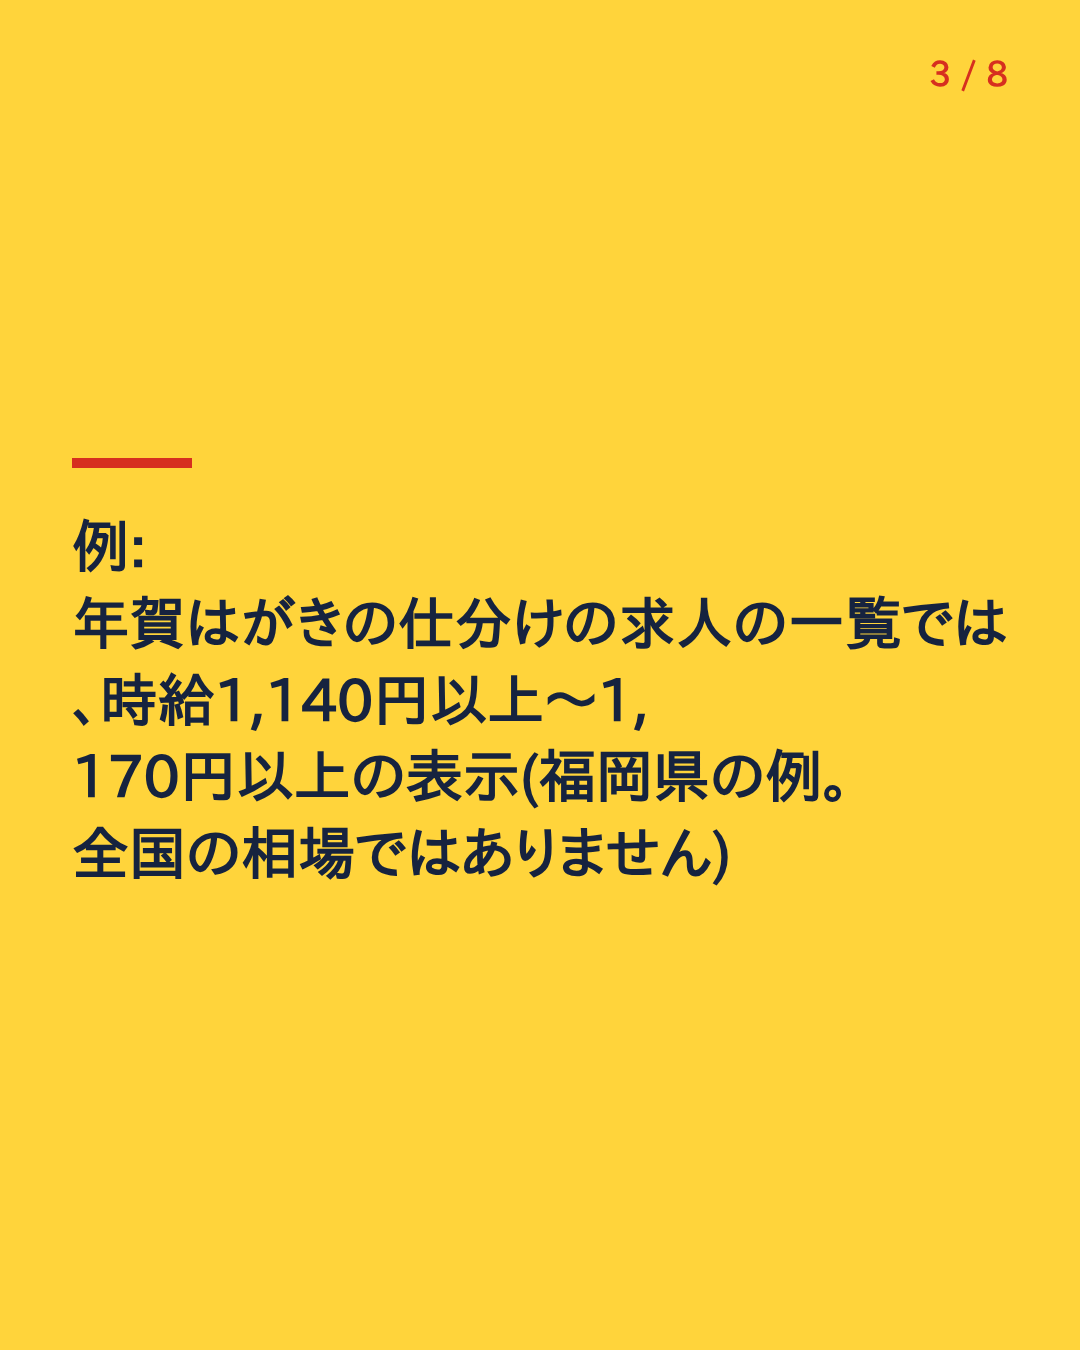 3 / 8
例:
年賀はがきの仕分けの求人の一覧では
、時給1,140円以上〜1,
170円以上の表示(福岡県の例。
全国の相場ではありません)